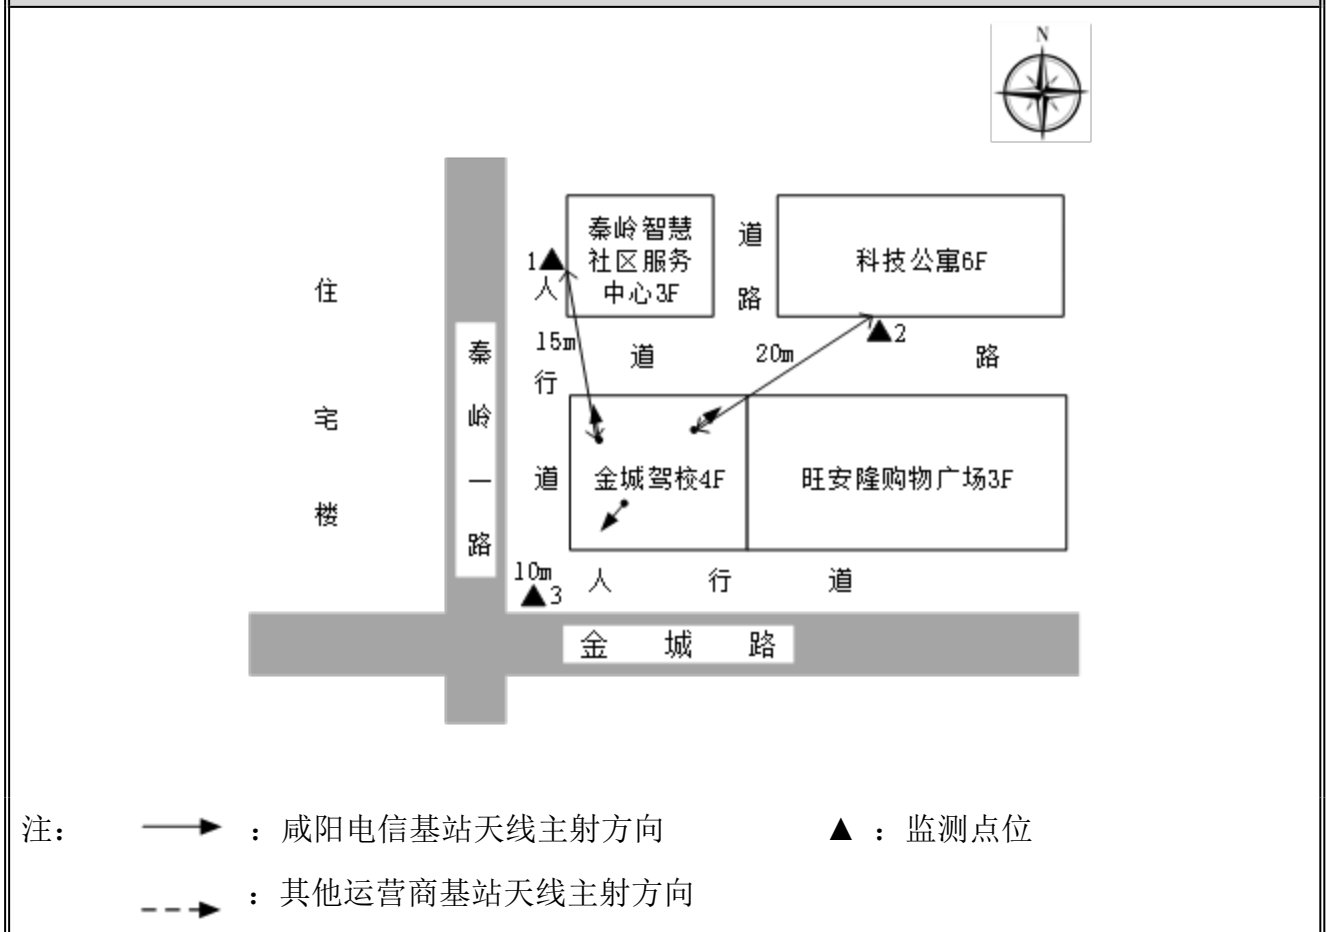 N
秦岭智慧
社区服务
中心3F
道
路
科技公寓6F
1▲
人
15m
行
道
道
20m
▲2
路
住
宅
楼
秦
岭
一
路
金城驾校4F
旺安隆购物广场3F
10m
▲3
人 行 道
金 城 路
注： ：咸阳电信基站天线主射方向 ▲：监测点位
：其他运营商基站天线主射方向